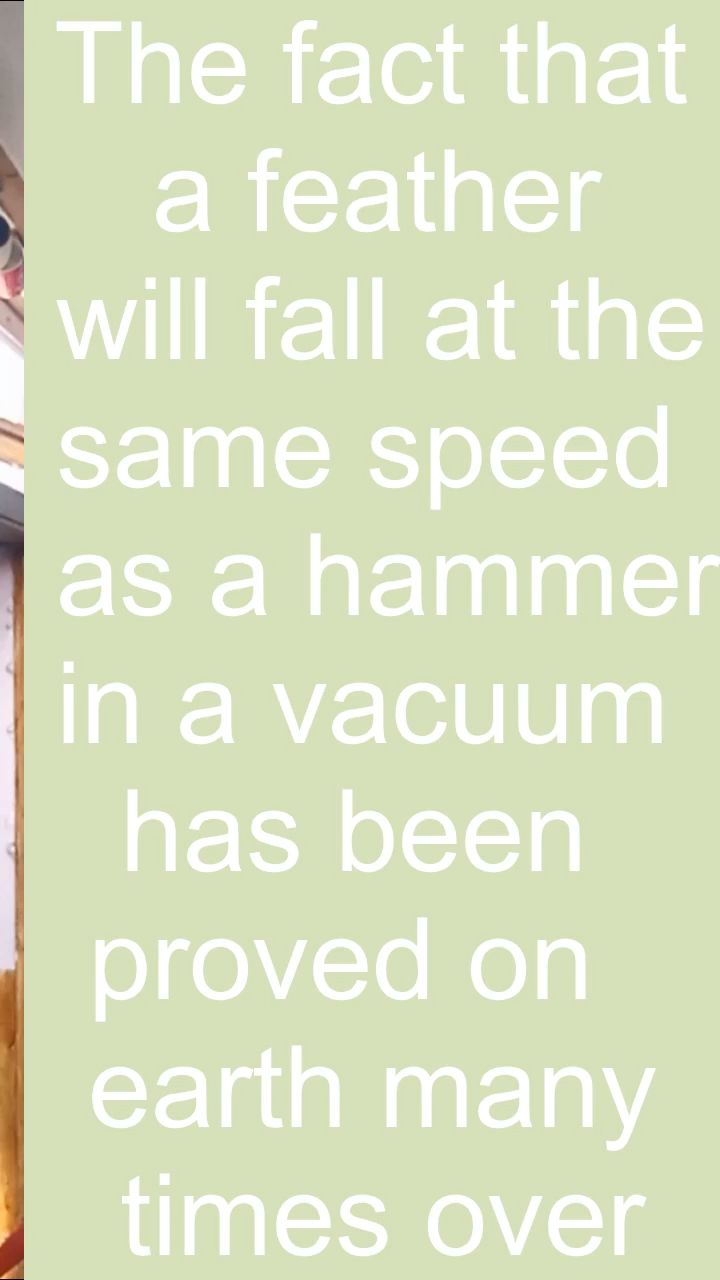 The fact that
a feather
will fall at the
same speed
as a hammer
in a vacuum
has been
proved on
earth many
times over